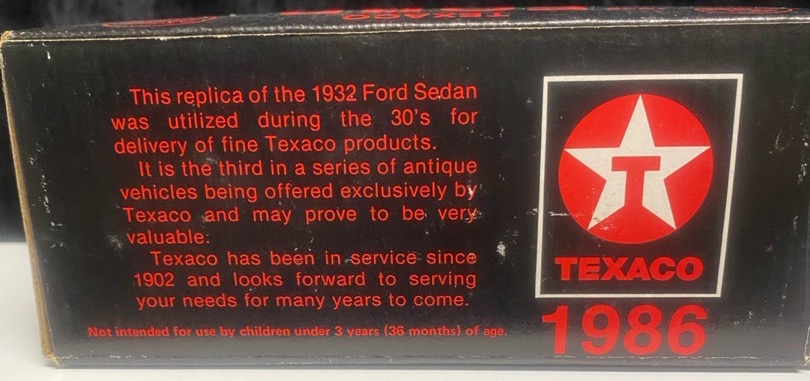 TEXACO
This replica of the 1932 Ford Sedan
was utilized during the 30's for
delivery of fine Texaco products.
It is the third in a series of antique
vehicles being offered exclusively by
Texaco and may prove to be very
valuable.
Texaco has been in service since
1902 and looks forward to serving
your needs for many years to come.
Not intended for use by children under 3 years (36 months) of age.
T
TEXACO
1986